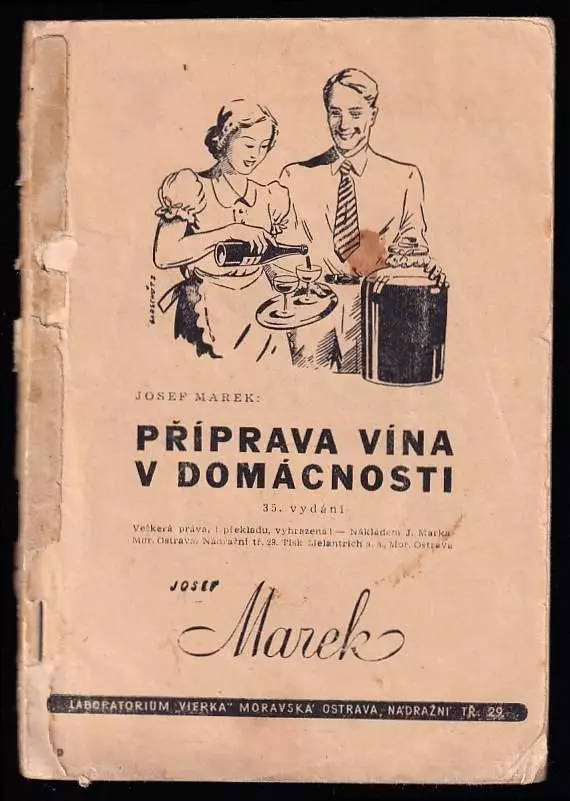 JOSEF MAREK:
PŘÍPRAVA VÍNA
V DOMÁCNOSTI
35. vydání
Veškerá práva, i překladu, vyhrazena! — Nákladem J. Marka
Mor. Ostrava, Nádražní tř. 29. Tisk Melantrich a. s., Mor. Ostrava
JOSEF
Marek
LABORATORIUM „VIERKA" MORAVSKÁ OSTRAVA, NÁDRAŽNÍ TŘ. 29.